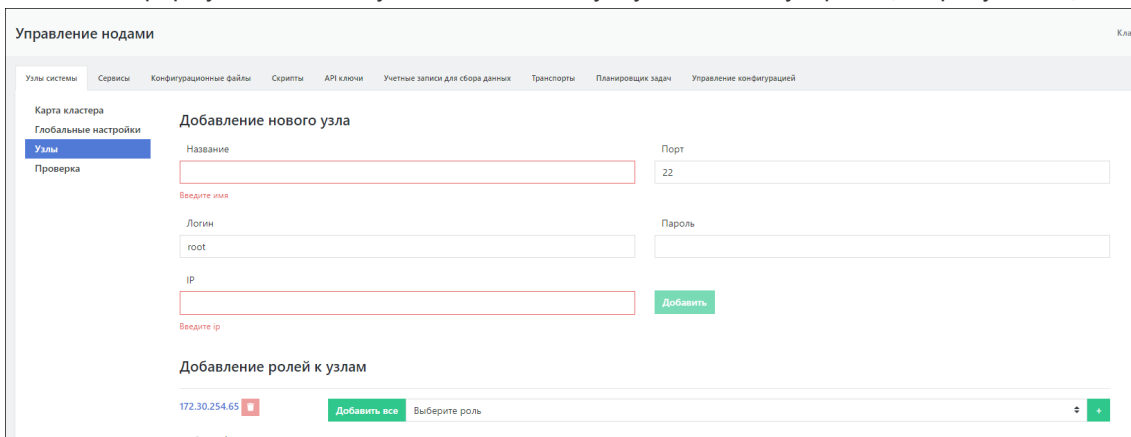 Управление нодами
Кла
Узлы системы Сервисы Конфигурационные файлы Скрипты API ключи Учетные записи для сбора данных Транспорты Планировщик задач Управление конфигурацией
Карта кластера
Глобальные настройки
Узлы
Проверка
Добавление нового узла
Название Порт
22
Введите имя
Логин Пароль
root
IP
Добавить
Введите ip
Добавление ролей к узлам
172.30.254.65 Добавить все Выберите роль +